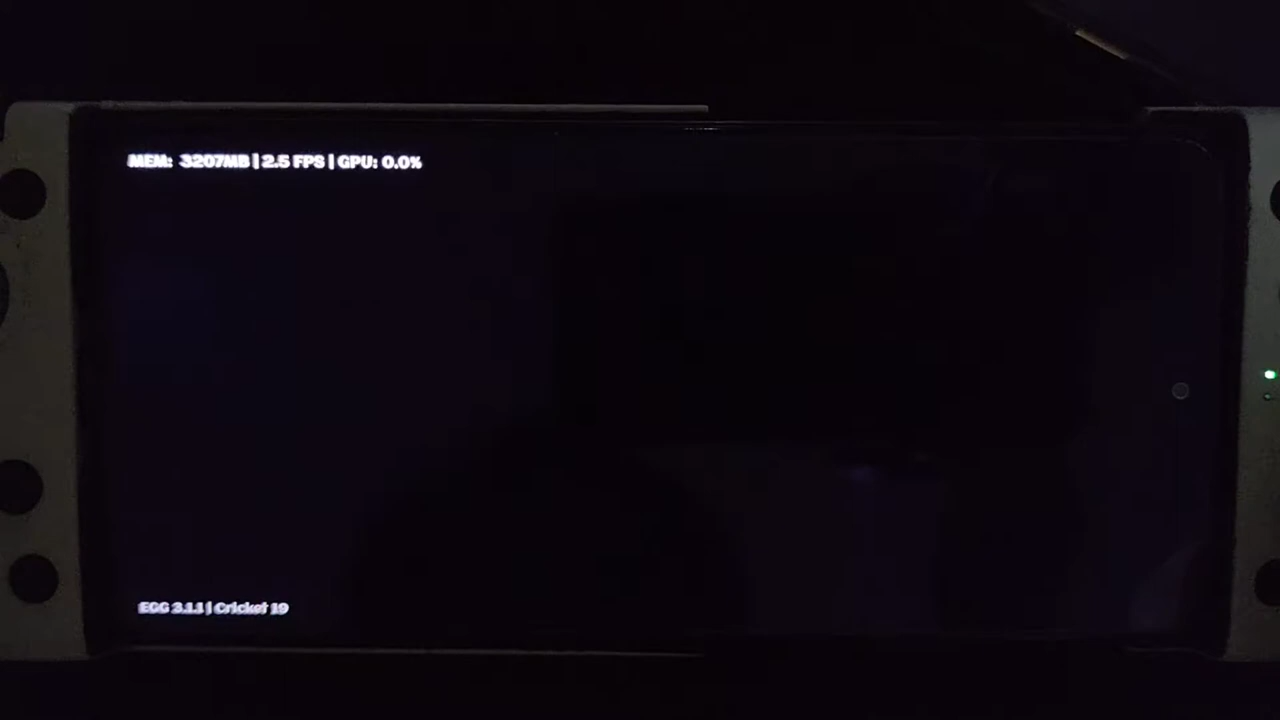 MEM: 3207MB | 2.5 FPS | GPU: 0.0%
EGG 3.1.1 | Cricket 19